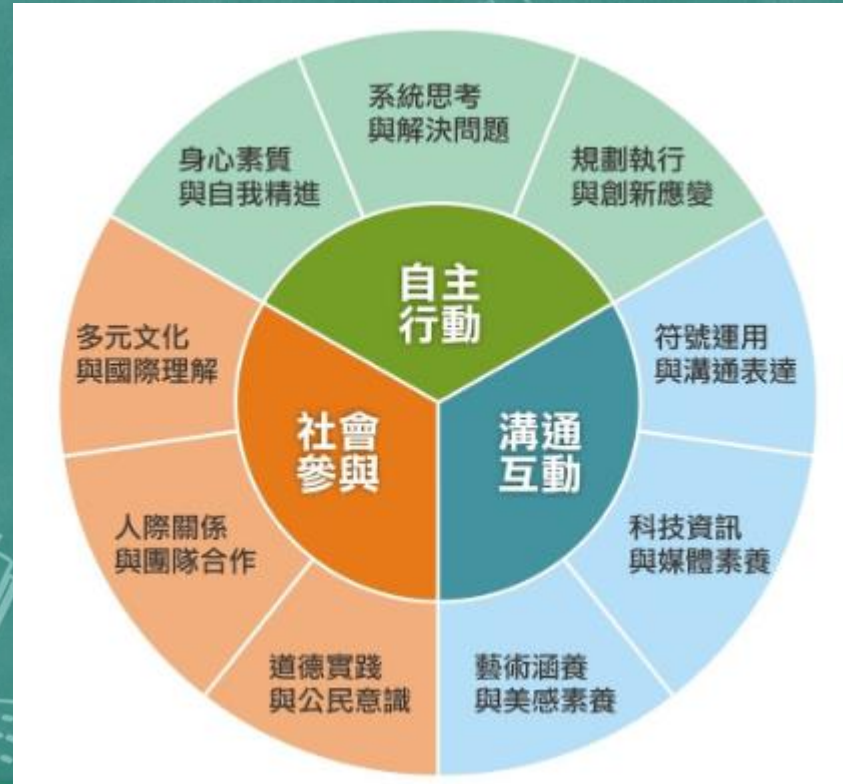 系統思考
與解決問題
身心素質
與自我精進
規劃執行
與創新應變
自主
行動
多元文化
與國際理解
符號運用
與溝通表達
社會
參與
溝通
互動
人際關係
與團隊合作
科技資訊
與媒體素養
道德實踐
與公民意識
藝術涵養
與美感素養